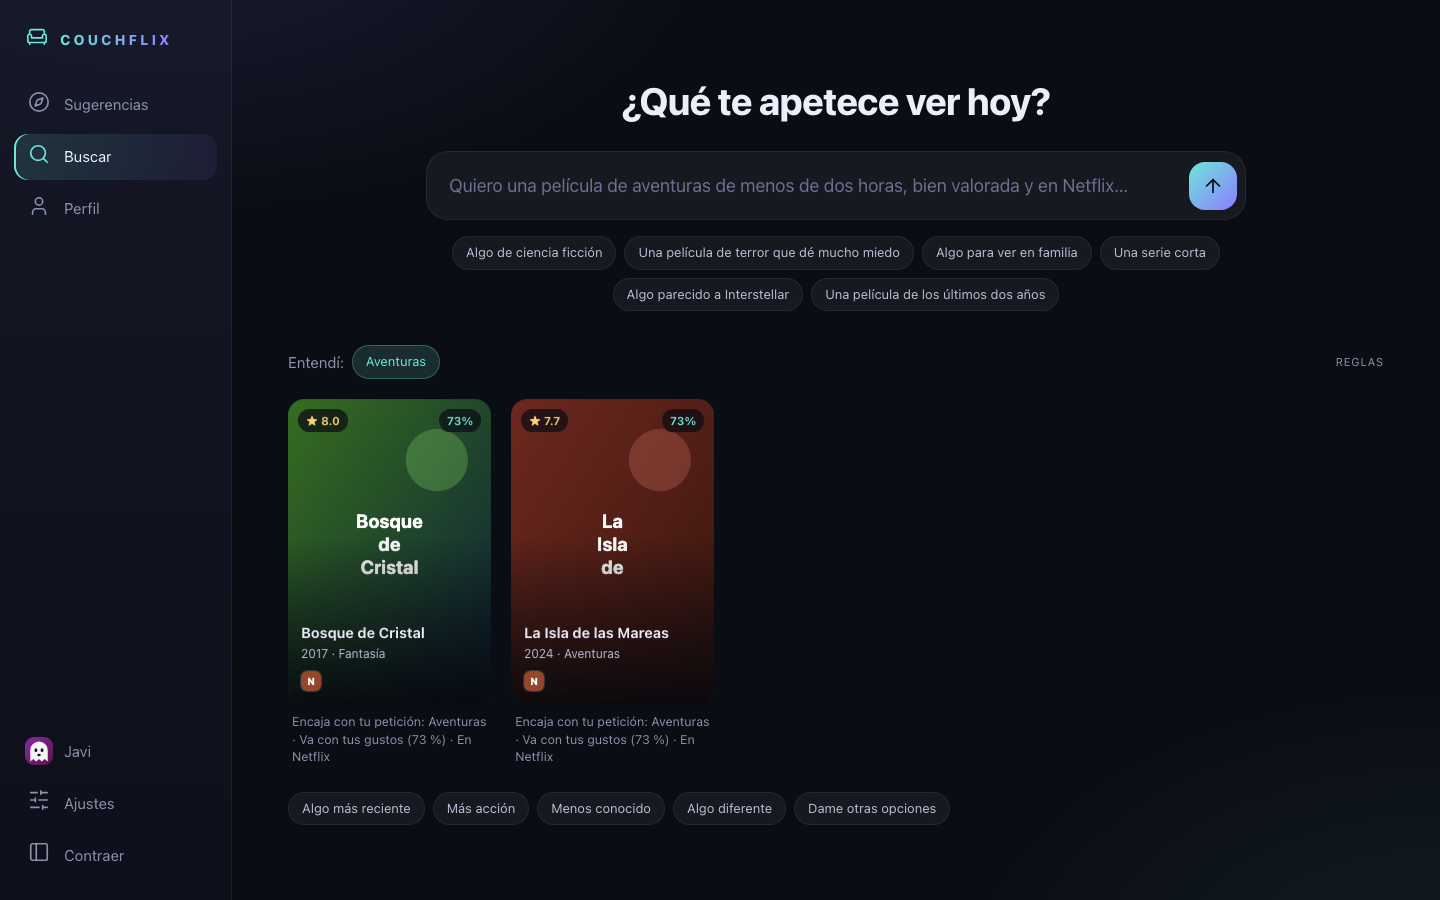 COUCHFLIX
Sugerencias
Buscar
Perfil
¿Qué te apetece ver hoy?
Quiero una película de aventuras de menos de dos horas, bien valorada y en Netflix...
Algo de ciencia ficción
Una película de terror que dé mucho miedo
Algo para ver en familia
Una serie corta
Algo parecido a Interstellar
Una película de los últimos dos años
Entendí:
Aventuras
REGLAS
8.0
73%
Bosque
de
Cristal
Bosque de Cristal
2017 · Fantasía
N
Encaja con tu petición: Aventuras
· Va con tus gustos (73 %) · En
Netflix
7.7
73%
La
Isla
de
La Isla de las Mareas
2024 · Aventuras
N
Encaja con tu petición: Aventuras
· Va con tus gustos (73 %) · En
Netflix
Algo más reciente
Más acción
Menos conocido
Algo diferente
Dame otras opciones
Javi
Ajustes
Contraer